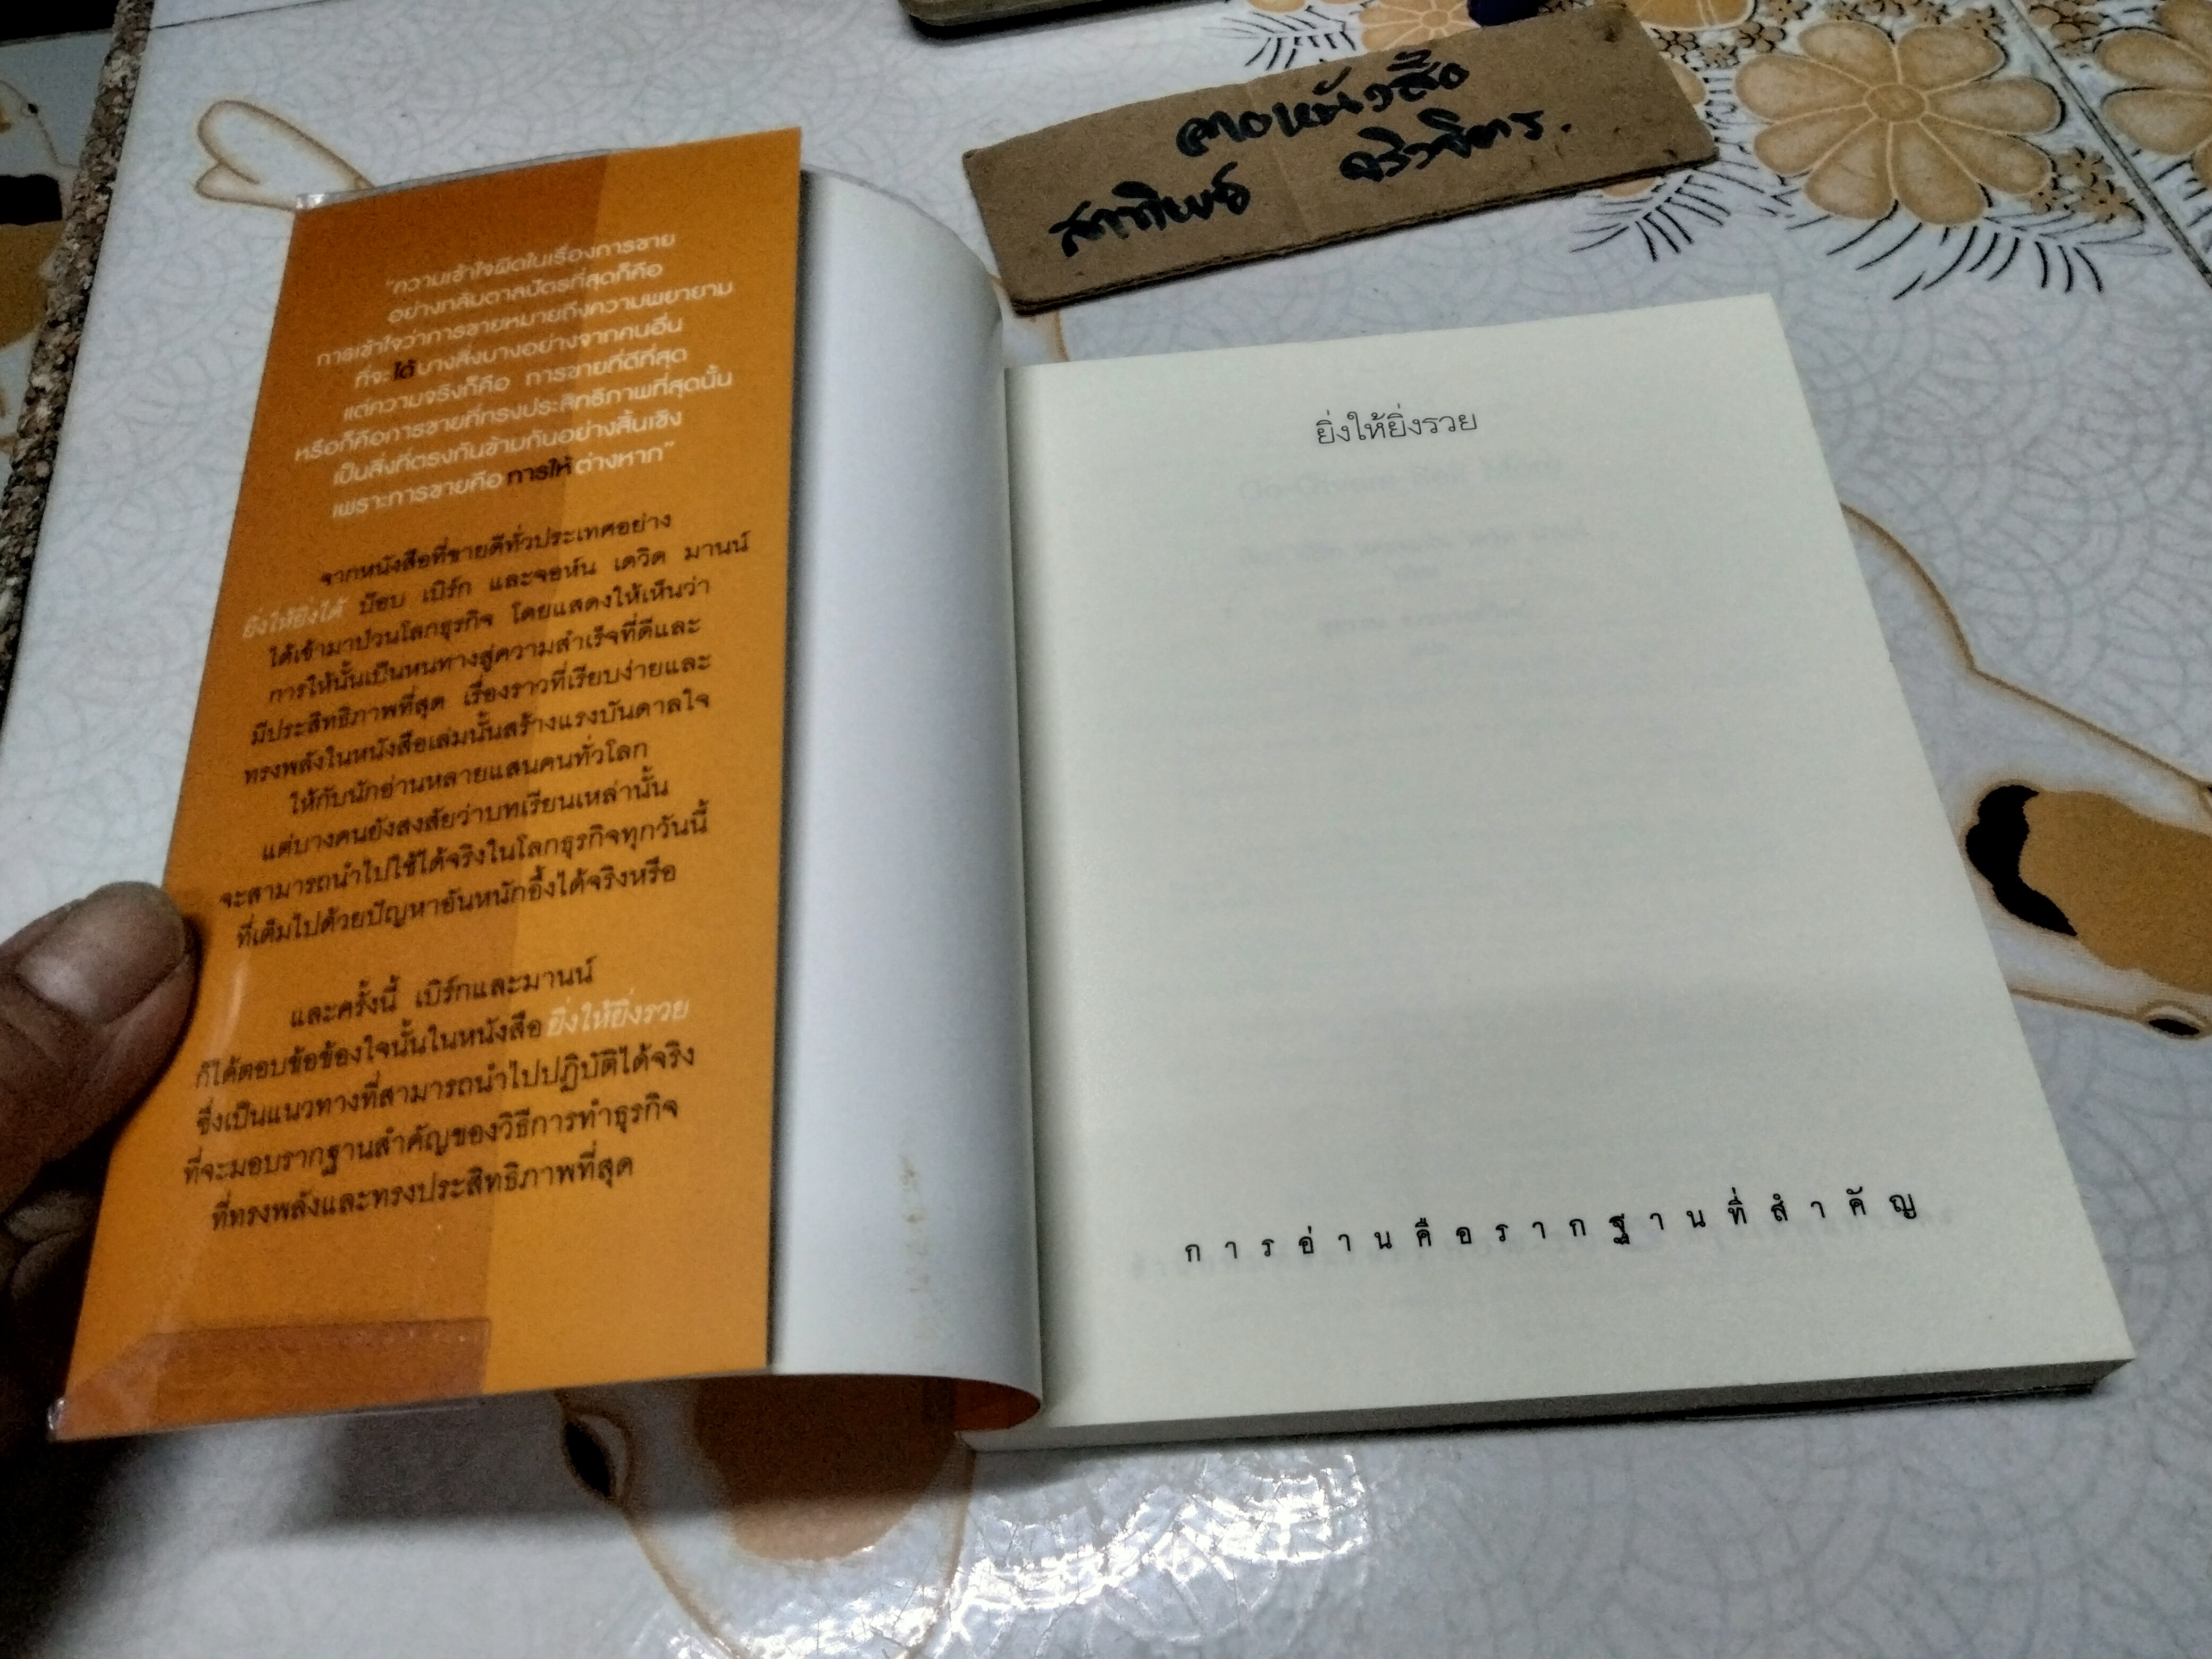 "ความเข้าใจผิดในเรื่องการขาย
อย่างกลับตาลปัตรที่สุดก็คือ
การเข้าใจว่าการขายหมายถึงความพยายาม
ที่จะได้บางสิ่งบางอย่างจากคนอื่น
แต่ความจริงก็คือ การขายที่ดีที่สุด
หรือก็คือการขายที่ทรงประสิทธิภาพที่สุดนั้น
เป็นสิ่งที่ตรงกันข้ามกันอย่างสิ้นเชิง
เพราะการขายคือการให้ต่างหาก"
จากหนังสือที่ขายดีทั่วประเทศอย่าง
ยิ่งให้ยิ่งได้ บ๊อบ เบิร์ก และจอห์น เดวิด มานน์
ได้เข้ามาป่วนโลกธุรกิจ โดยแสดงให้เห็นว่า
การให้นั้นเป็นหนทางสู่ความสำเร็จที่ดีและ
มีประสิทธิภาพที่สุด เรื่องราวที่เรียบง่ายและ
ทรงพลังในหนังสือเล่มนั้นสร้างแรงบันดาลใจ
ให้กับนักอ่านหลายแสนคนทั่วโลก
แต่บางคนยังสงสัยว่าบทเรียนเหล่านั้น
จะสามารถนำไปใช้ได้จริงในโลกธุรกิจทุกวันนี้
ที่เต็มไปด้วยปัญหาอันหนักอึ้งได้จริงหรือ
และครั้งนี้ เบิร์กและมานน์
ก็ได้ตอบข้อข้องใจนั้นในหนังสือ ยิ่งให้ยิ่งรวย
ซึ่งเป็นแนวทางที่สามารถนำไปปฏิบัติได้จริง
ที่จะมอบรากฐานสำคัญของวิธีการทำธุรกิจ
ที่ทรงพลังและทรงประสิทธิภาพที่สุด
หนังสือ
ยิ่งให้ยิ่งรวย
การอ่านคือรากฐานที่สำคัญ